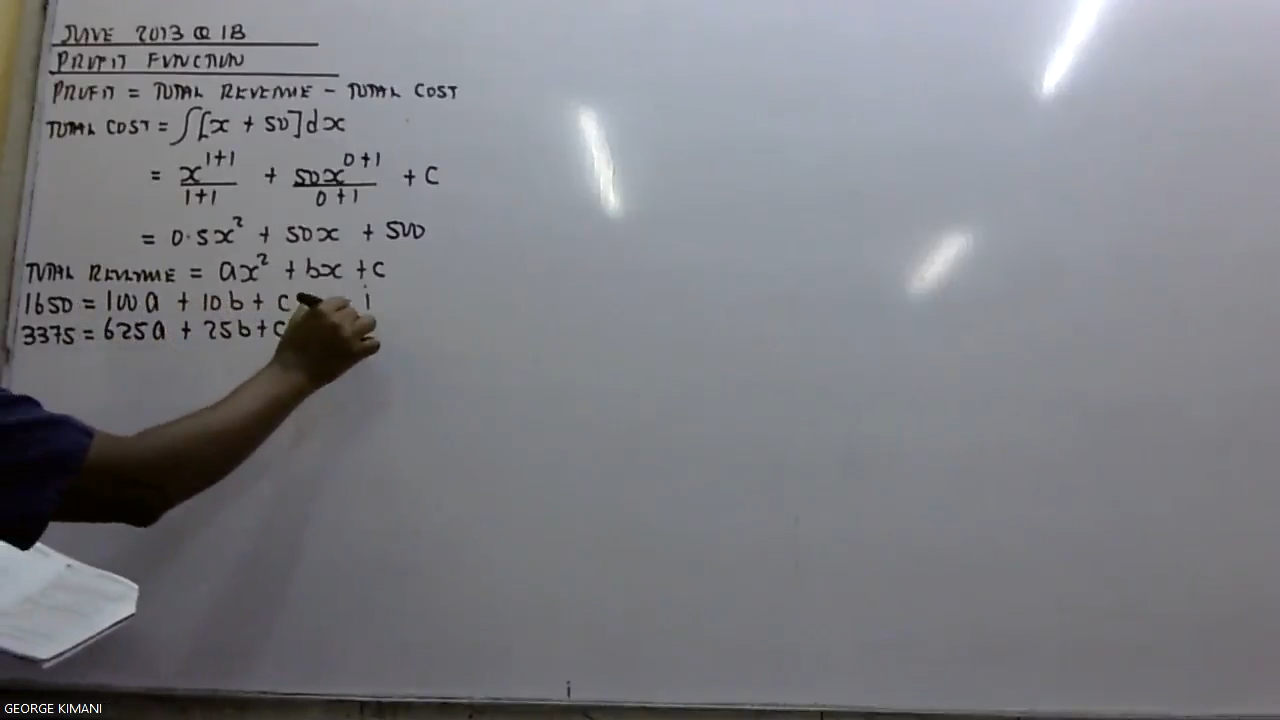 JUNE 2013 Q 1B
PROFIT FUNCTION
PROFIT = TOTAL REVENUE - TOTAL COST
TOTAL COST = ∫[x + 50]dx
= x^(1+1)/(1+1) + 50x^(0+1)/(0+1) + C
= 0.5x² + 50x + 500
TOTAL REVENUE = ax² + bx + c
1650 = 100a + 10b + c i
3375 = 625a + 25b + c
GEORGE KIMANI